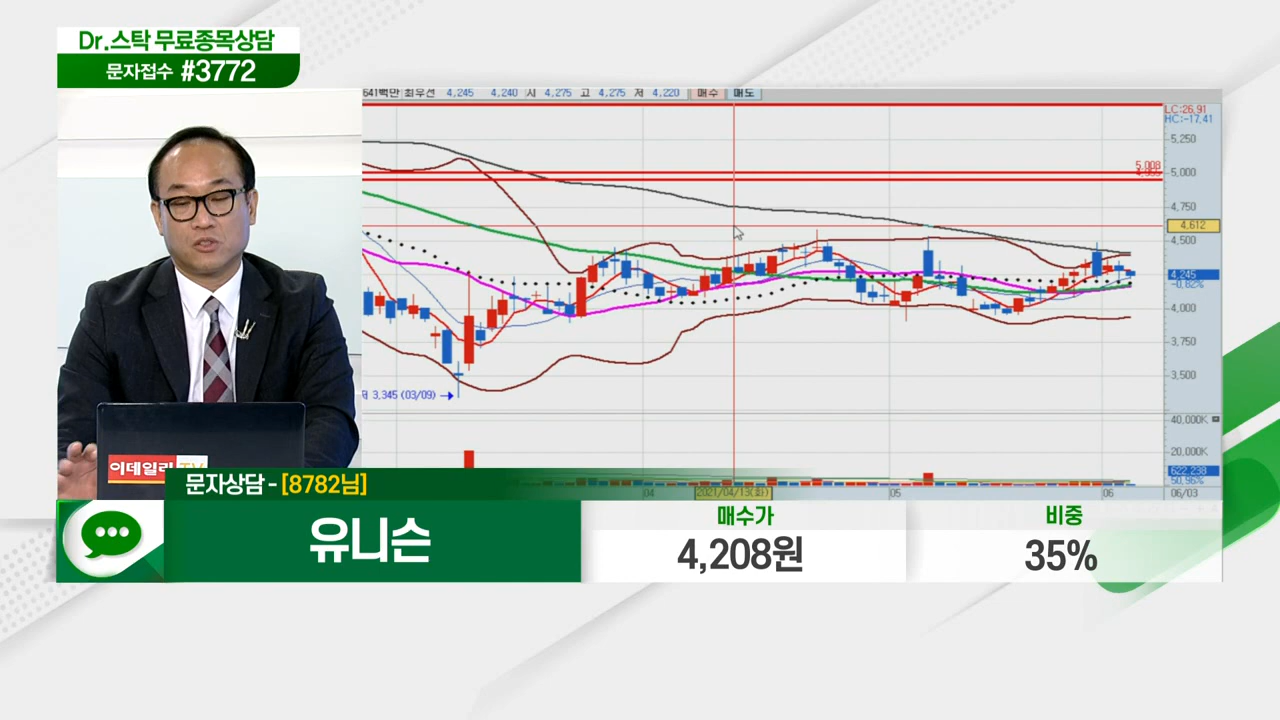 Dr.스탁 무료종목상담
문자접수 #3772
641백만 최우선 4,245 4,240 시 4,275 고 4,275 저 4,220 매수 매도
LC:26.91
HC:-17.41
5,250
5,008
5,000
4,750
4,612
4,500
4,245
-0.82%
4,000
3,750
3,500
3,345 (03/09)
40,000K
20,000K
622,238
50.96%
04 2021/04/13(화) 05 06 06/03
이데일리 TV
문자상담 - [8782님]
유니슨
매수가
4,208원
비중
35%